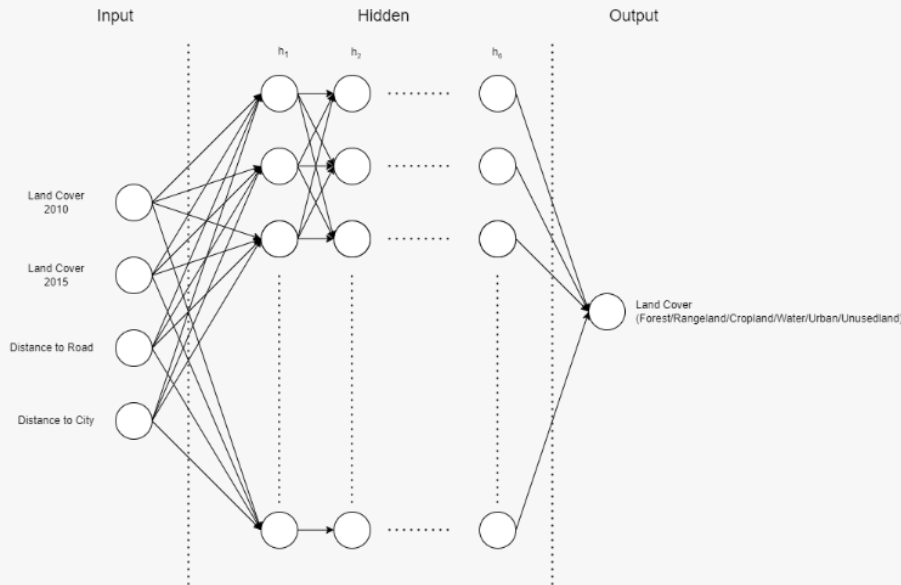 Input
Hidden
Output
h1
h2
h6
Land Cover
2010
Land Cover
2015
Distance to Road
Distance to City
Land Cover
(Forest/Rangeland/Cropland/Water/Urban/Unusedland)